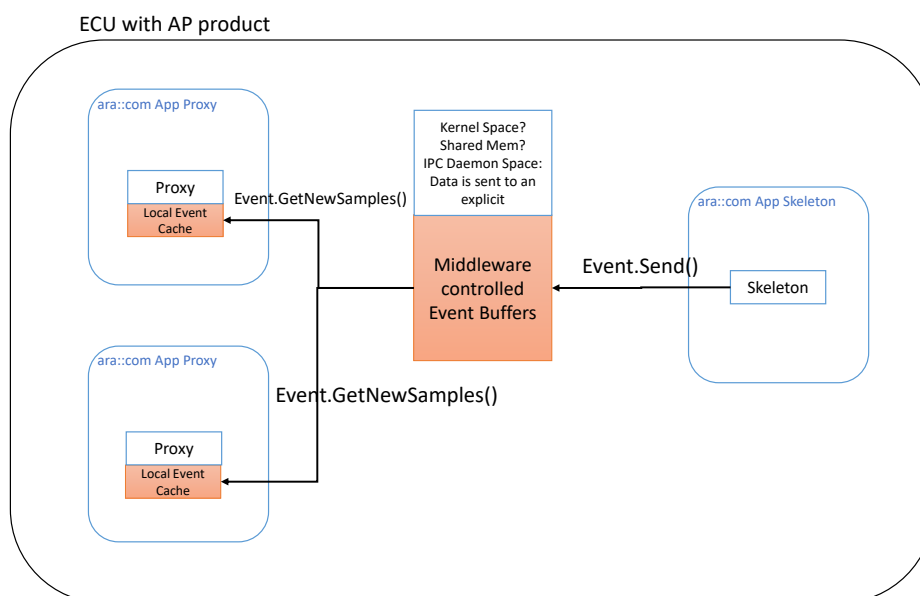 ECU with AP product
ara::com App Proxy
Proxy
Local Event
Cache
Event.GetNewSamples()
Kernel Space?
Shared Mem?
IPC Daemon Space:
Data is sent to an
explicit
Middleware
controlled
Event Buffers
Event.Send()
ara::com App Skeleton
Skeleton
ara::com App Proxy
Event.GetNewSamples()
Proxy
Local Event
Cache